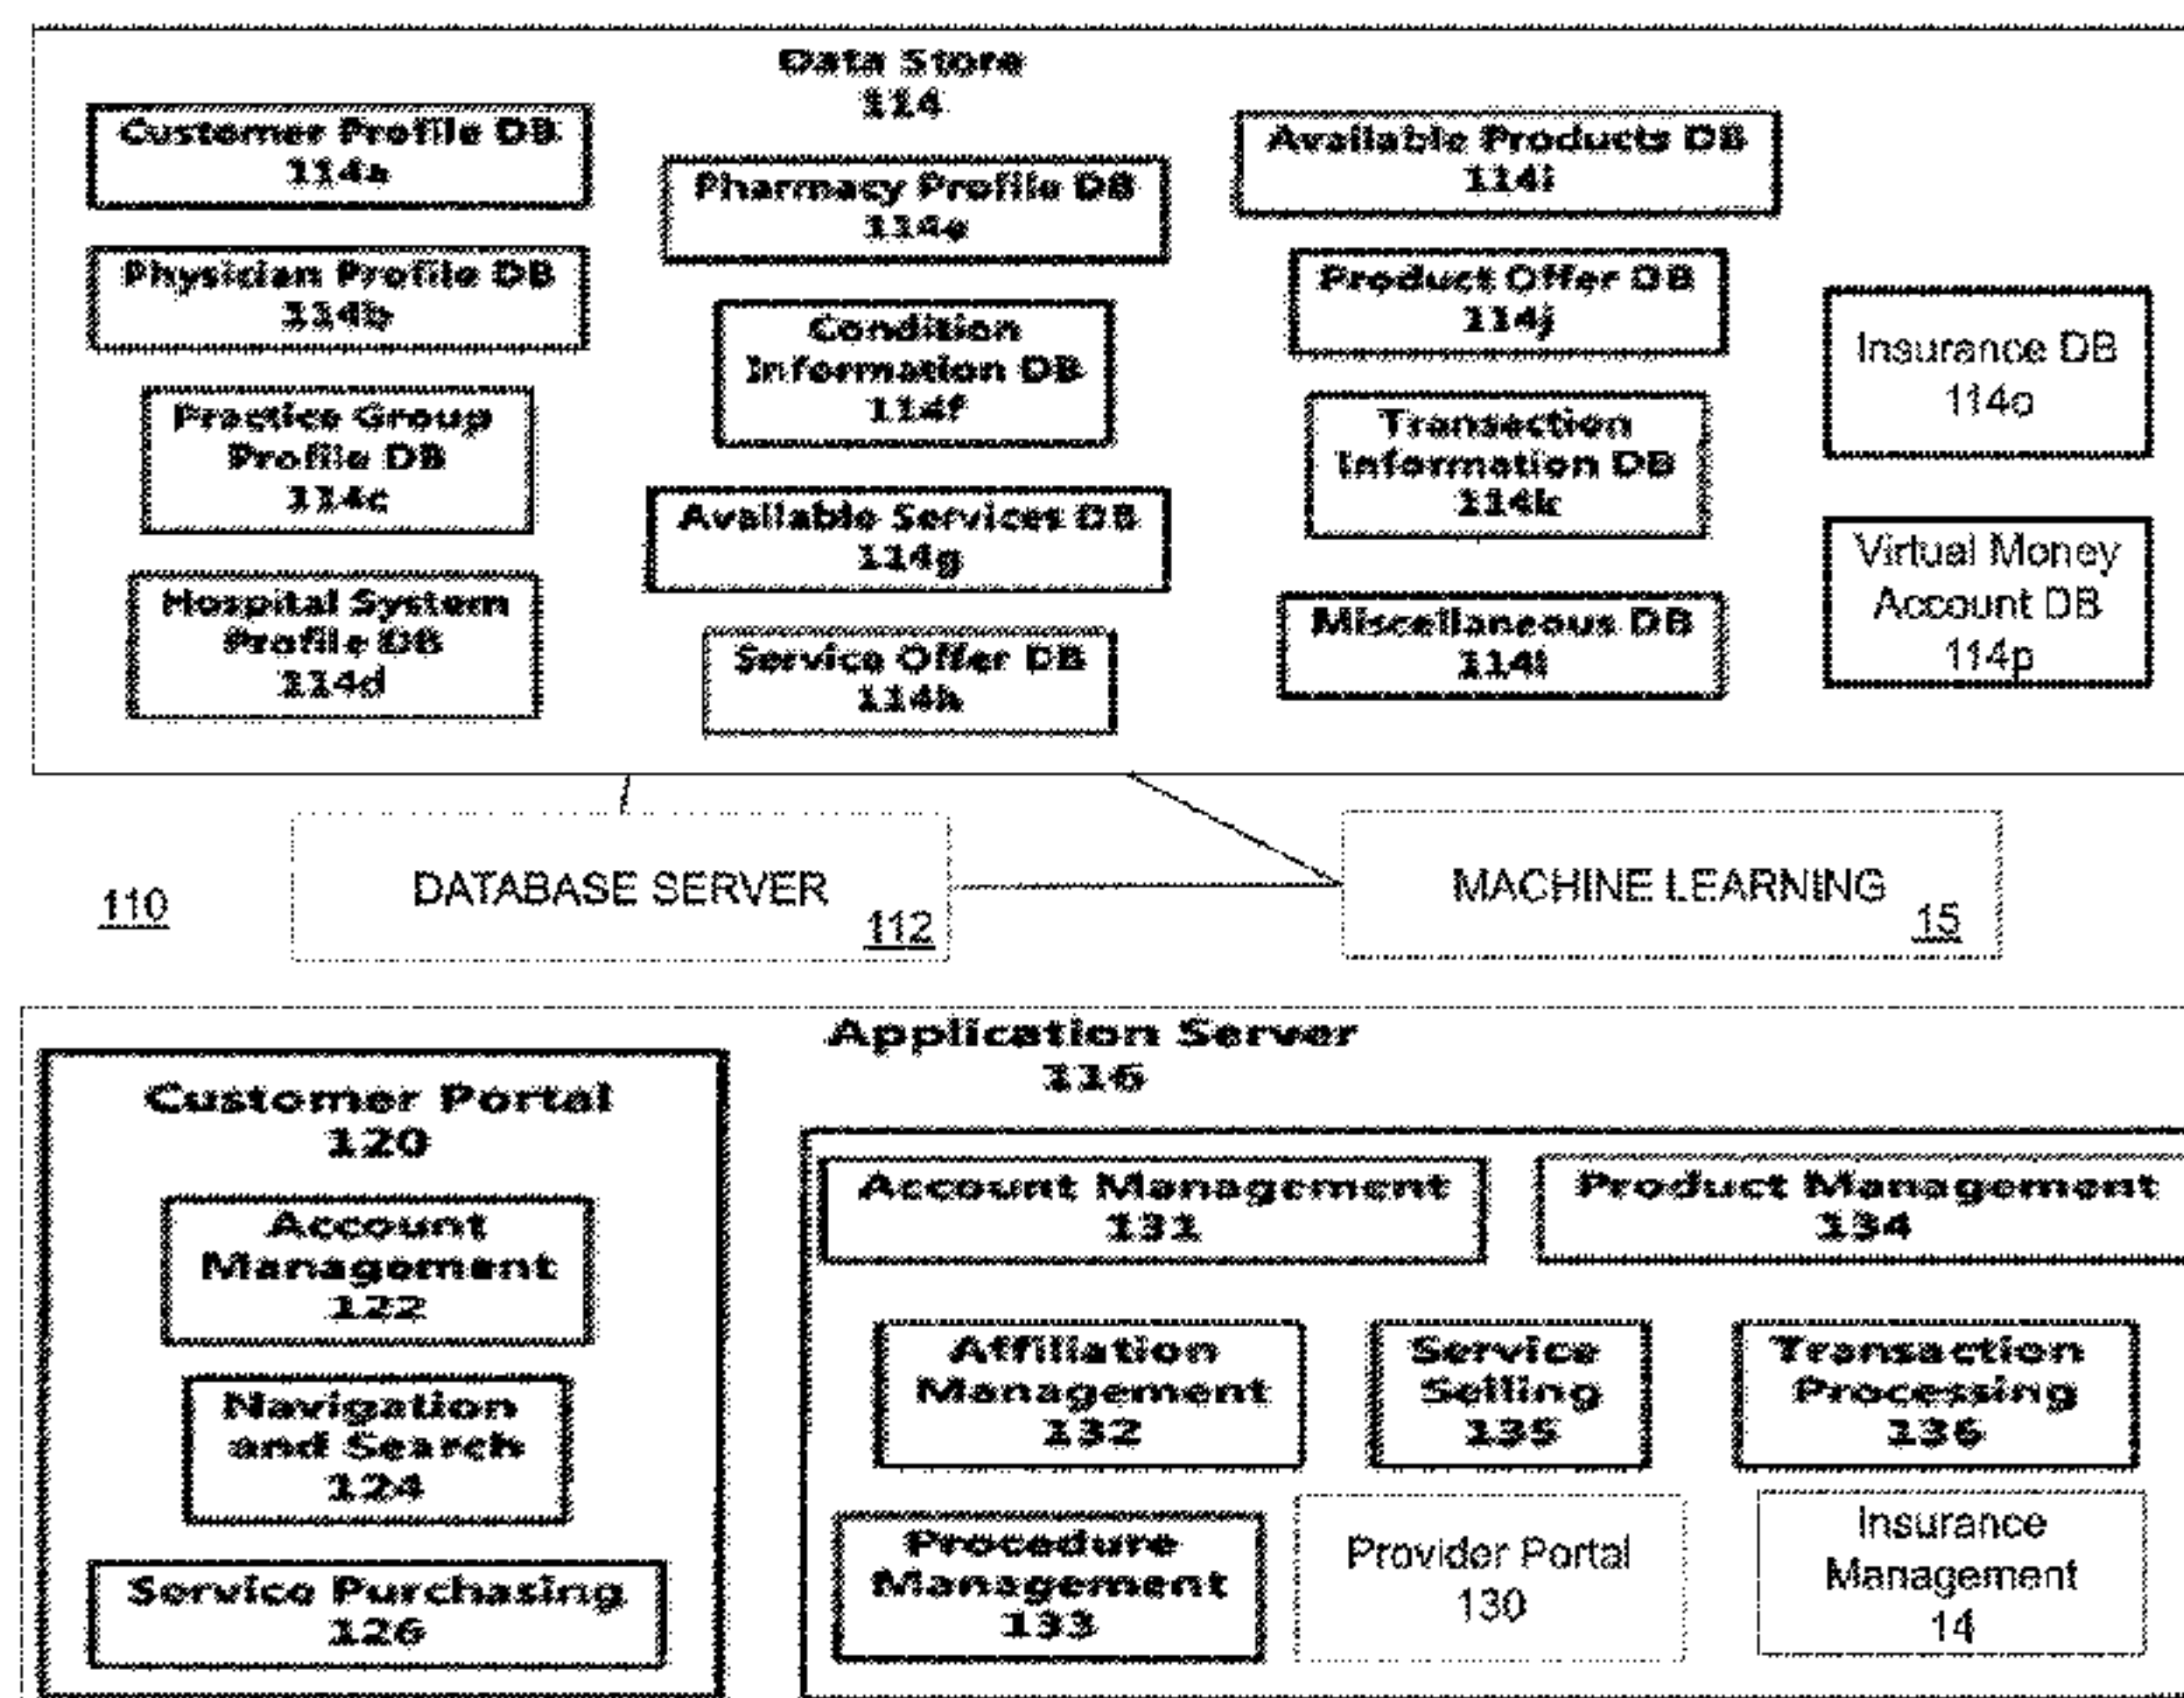 Data Store
114
Customer Profile DB
114a
Physician Profile DB
114b
Practice Group
Profile DB
114c
Hospital System
Profile DB
114d
Pharmacy Profile DB
114e
Condition
Information DB
114f
Available Services DB
114g
Service Offer DB
114h
Available Products DB
114i
Product Offer DB
114j
Transaction
Information DB
114k
Miscellaneous DB
114l
Insurance DB
114o
Virtual Money
Account DB
114p
110
DATABASE SERVER
112
MACHINE LEARNING
15
Application Server
116
Customer Portal
120
Account
Management
122
Navigation
and Search
124
Service Purchasing
126
Account Management
131
Product Management
134
Affiliation
Management
132
Service
Selling
135
Transaction
Processing
136
Procedure
Management
133
Provider Portal
130
Insurance
Management
14